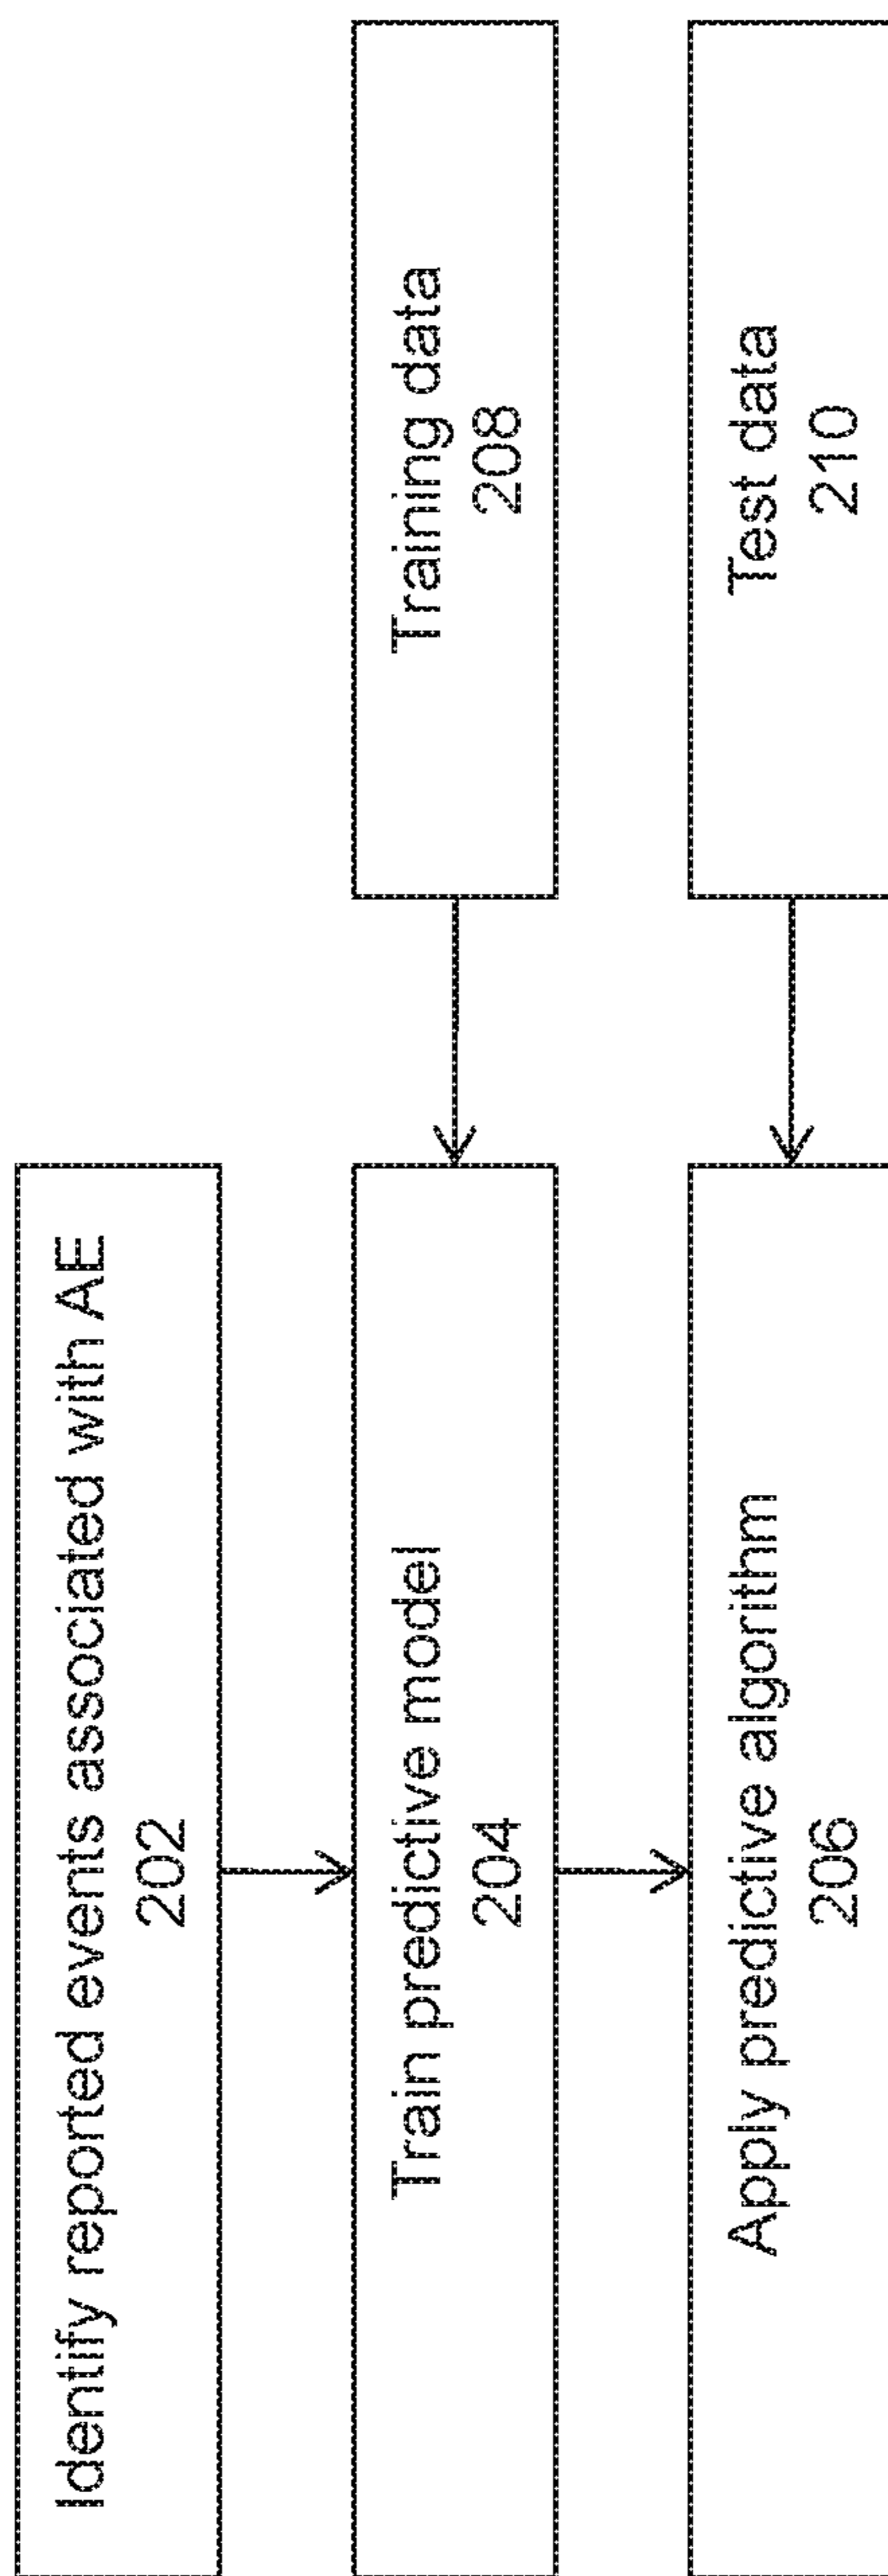 Identify reported events associated with AE
202
Train predictive model
204
Training data
208
Apply predictive algorithm
206
Test data
210